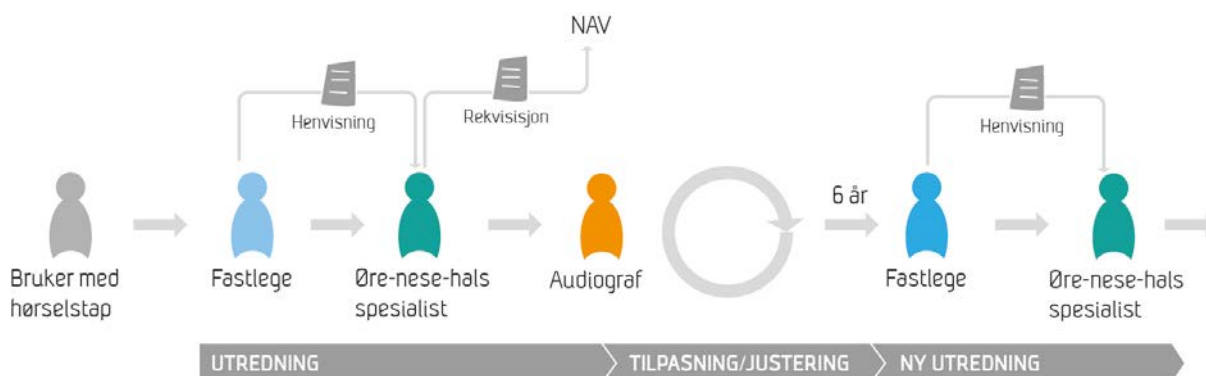 NAV
Henvisning
Rekvisisjon
Henvisning
6 år
Bruker med
hørselstap
Fastlege
Øre-nese-hals
spesialist
Audiograf
Fastlege
Øre-nese-hals
spesialist
UTREDNING
TILPASNING/JUSTERING
NY UTREDNING